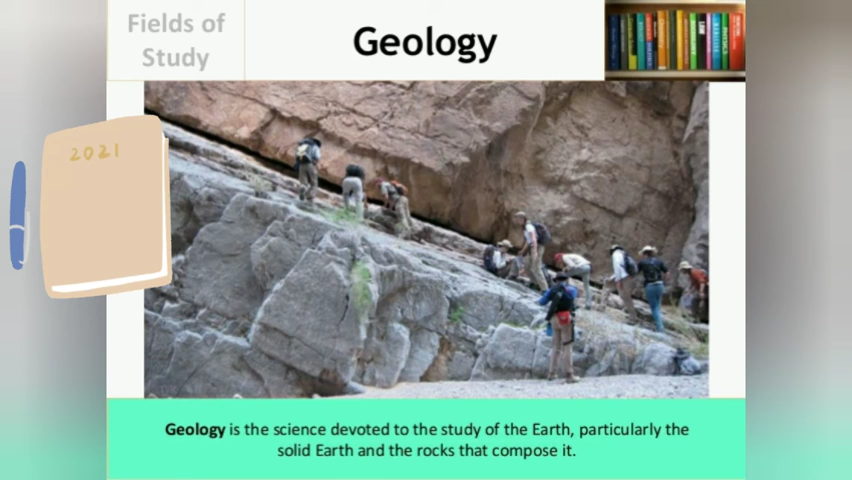 Fields of
Study
Geology
2021
Geology is the science devoted to the study of the Earth, particularly the
solid Earth and the rocks that compose it.